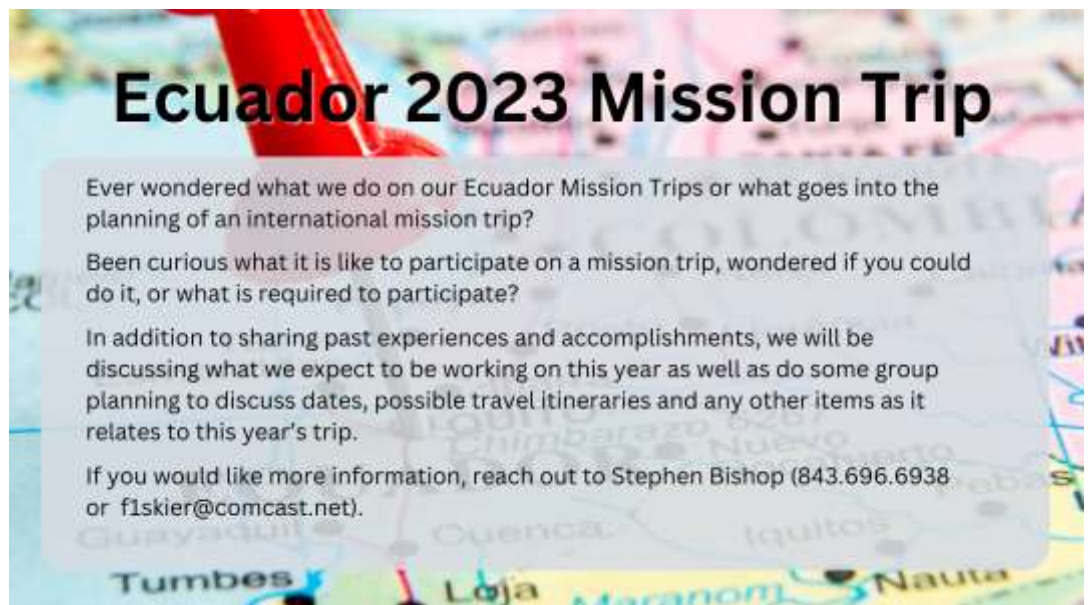 Ecuador 2023 Mission Trip
Ever wondered what we do on our Ecuador Mission Trips or what goes into the
planning of an international mission trip?
Been curious what it is like to participate on a mission trip, wondered if you could
do it, or what is required to participate?
In addition to sharing past experiences and accomplishments, we will be
discussing what we expect to be working on this year as well as do some group
planning to discuss dates, possible travel itineraries and any other items as it
relates to this year's trip.
If you would like more information, reach out to Stephen Bishop (843.696.6938
or f1skier@comcast.net).
COLOMBIA
Chimborazo 6267
Nuevo
Guayaquil
Cuenca
Iquitos
Tumbes
Loja
Nauta